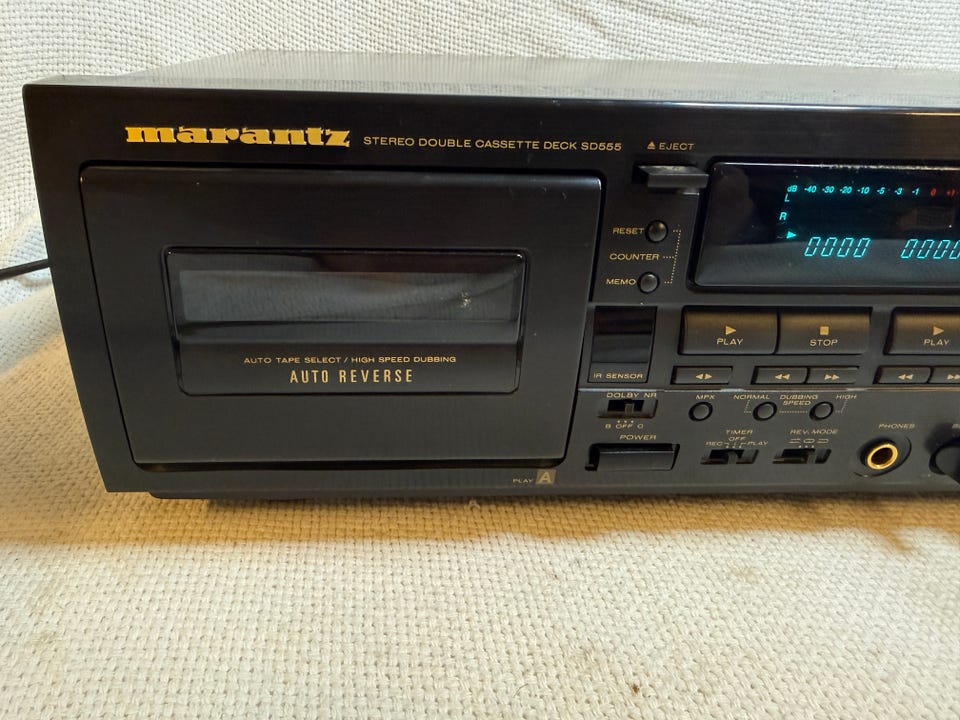 marantz STEREO DOUBLE CASSETTE DECK SD555 ▲ EJECT
dB -40 -30 -20 -10 -5 -3 -1 0 +1
L
R
RESET
COUNTER
MEMO
0000 0000
AUTO TAPE SELECT / HIGH SPEED DUBBING
AUTO REVERSE
PLAY STOP PLAY
IR SENSOR
DOLBY NR
B OFF C
MPX
NORMAL DUBBING SPEED HIGH
POWER
TIMER
OFF
REC PLAY
REV. MODE
PHONES
PLAY A